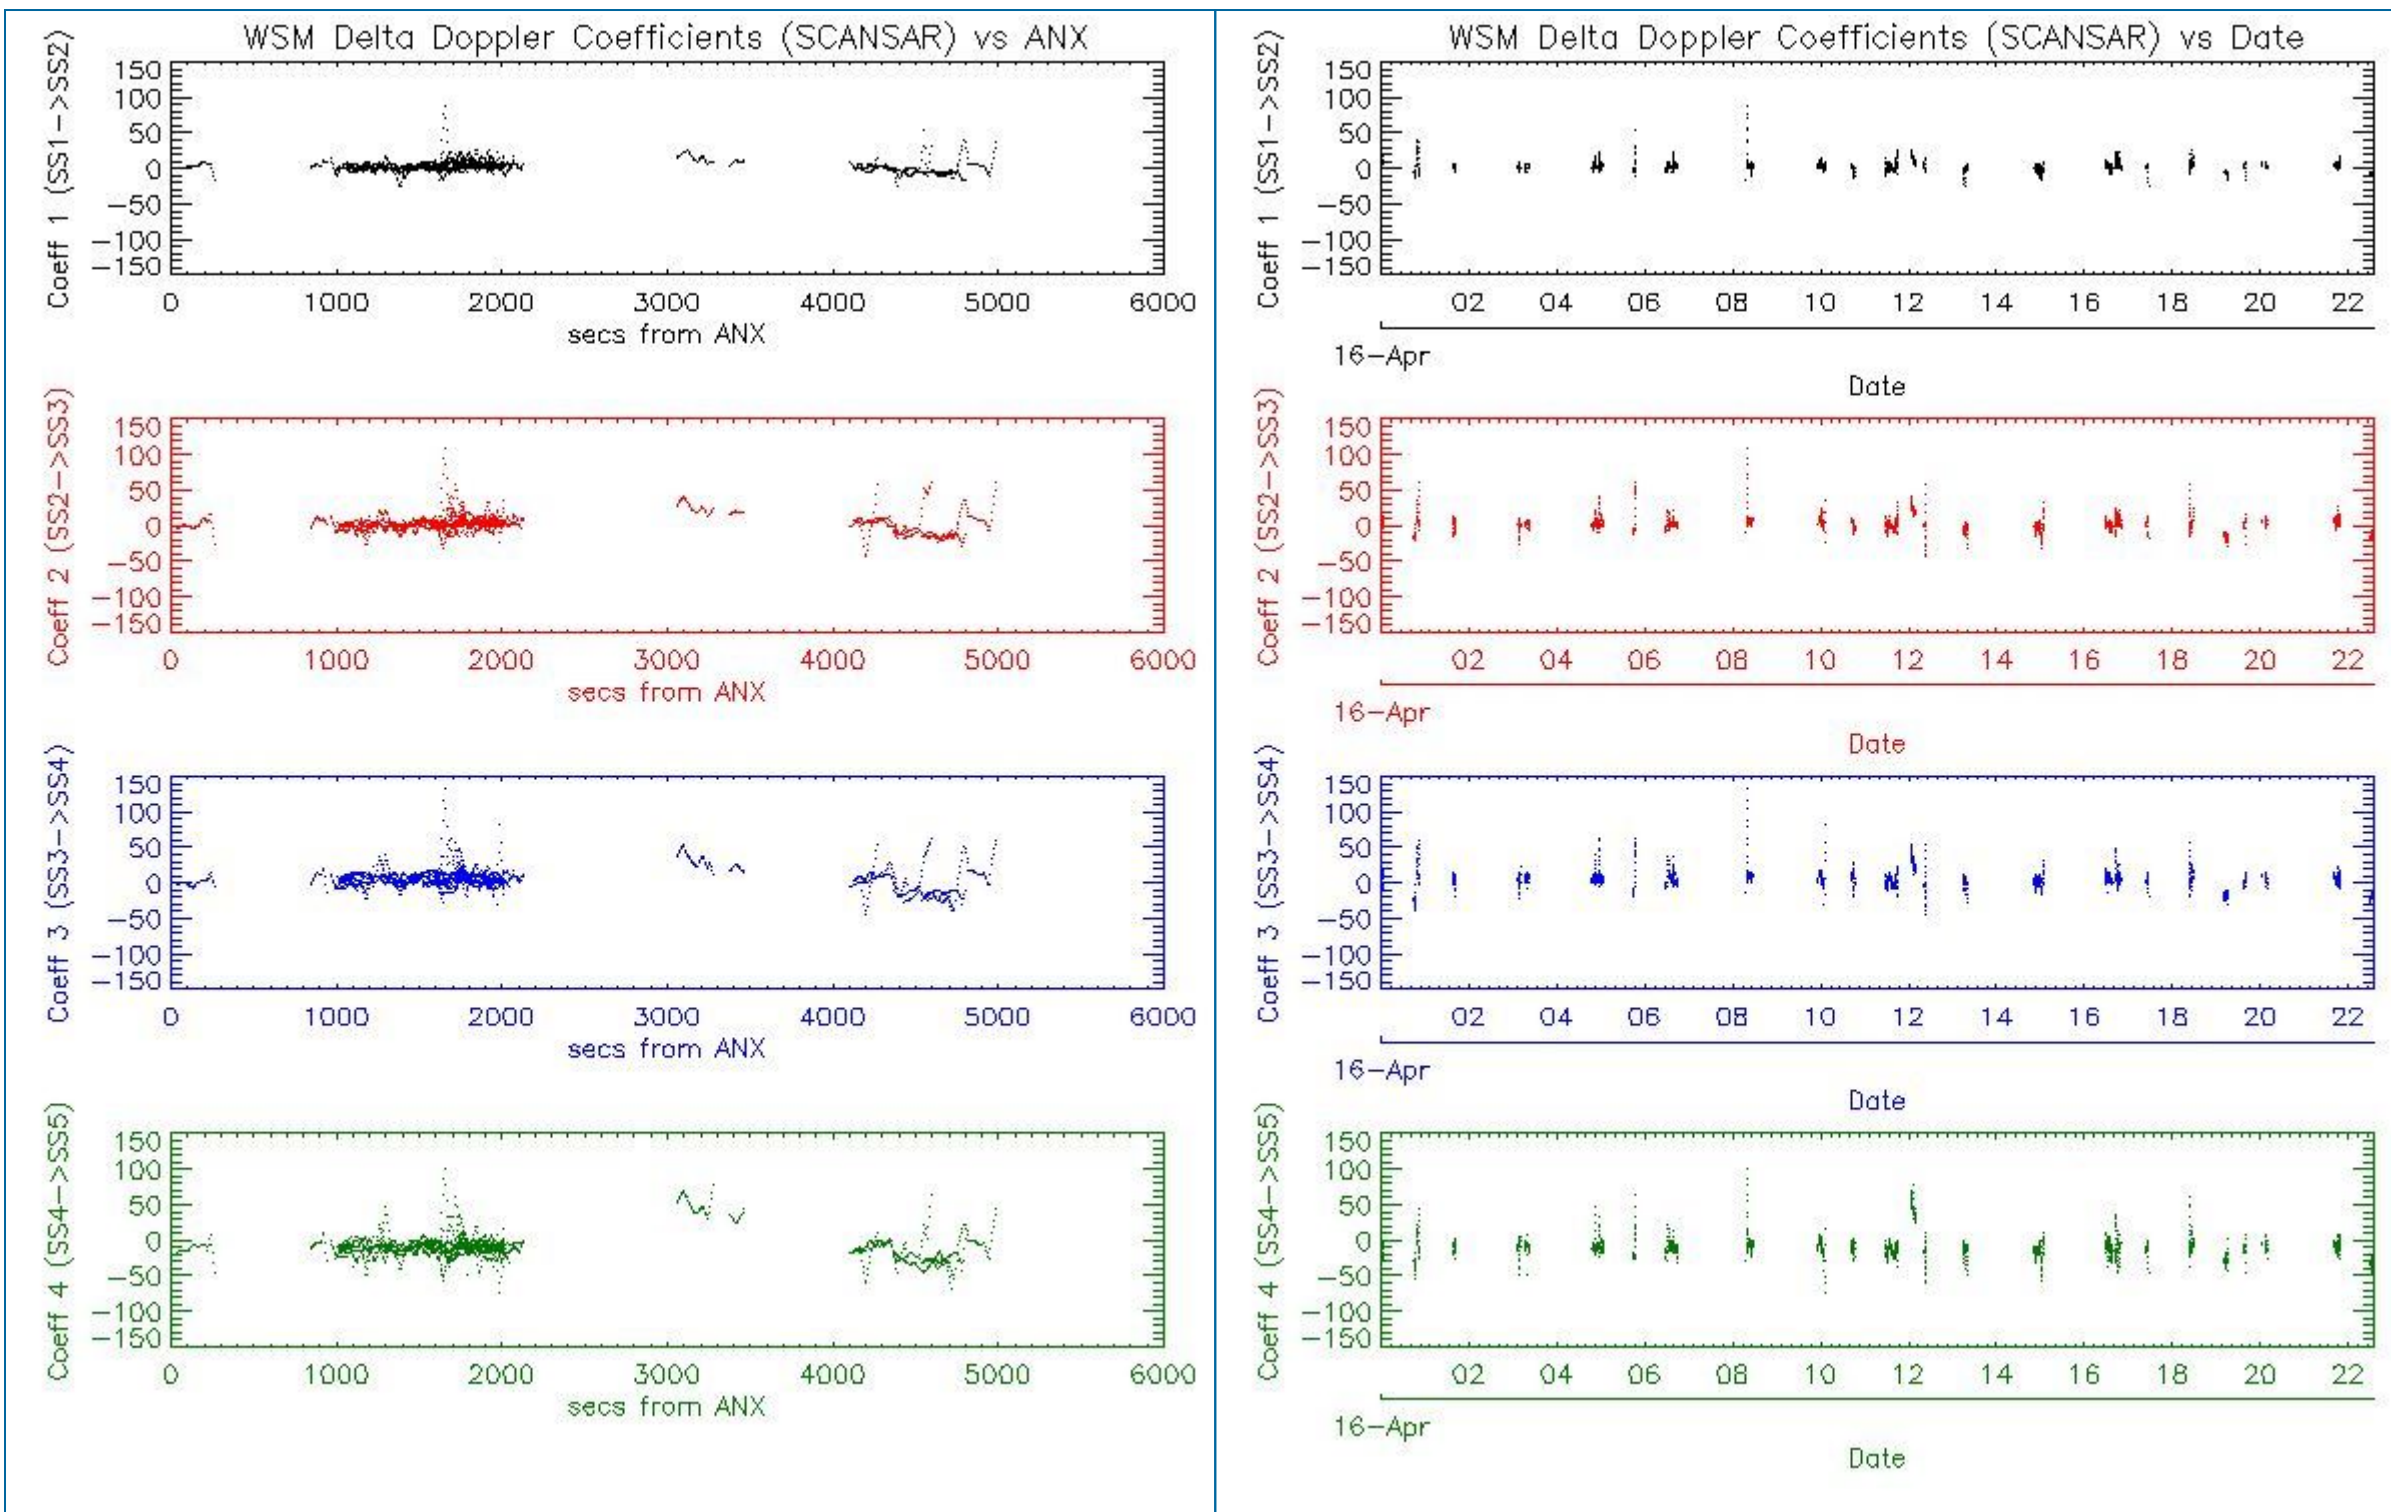 WSM Delta Doppler Coefficients (SCANSAR) vs ANX
Coeff 1 (SS1->SS2)
150
100
50
0
-50
-100
-150
0 1000 2000 3000 4000 5000 6000
secs from ANX
Coeff 2 (SS2->SS3)
150
100
50
0
-50
-100
-150
0 1000 2000 3000 4000 5000 6000
secs from ANX
Coeff 3 (SS3->SS4)
150
100
50
0
-50
-100
-150
0 1000 2000 3000 4000 5000 6000
secs from ANX
Coeff 4 (SS4->SS5)
150
100
50
0
-50
-100
-150
0 1000 2000 3000 4000 5000 6000
secs from ANX
WSM Delta Doppler Coefficients (SCANSAR) vs Date
Coeff 1 (SS1->SS2)
150
100
50
0
-50
-100
-150
02 04 06 08 10 12 14 16 18 20 22
16-Apr
Date
Coeff 2 (SS2->SS3)
150
100
50
0
-50
-100
-150
02 04 06 08 10 12 14 16 18 20 22
16-Apr
Date
Coeff 3 (SS3->SS4)
150
100
50
0
-50
-100
-150
02 04 06 08 10 12 14 16 18 20 22
16-Apr
Date
Coeff 4 (SS4->SS5)
150
100
50
0
-50
-100
-150
02 04 06 08 10 12 14 16 18 20 22
16-Apr
Date